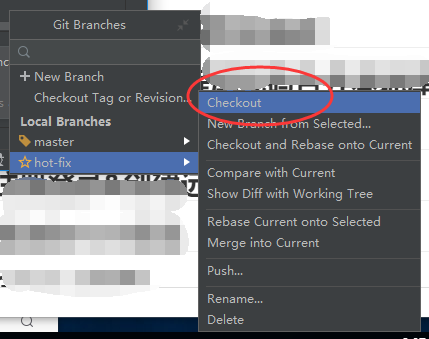 Git Branches
New Branch
Checkout Tag or Revision...
Local Branches
master
hot-fix
Checkout
New Branch from Selected...
Checkout and Rebase onto Current
Compare with Current
Show Diff with Working Tree
Rebase Current onto Selected
Merge into Current
Push...
Rename...
Delete